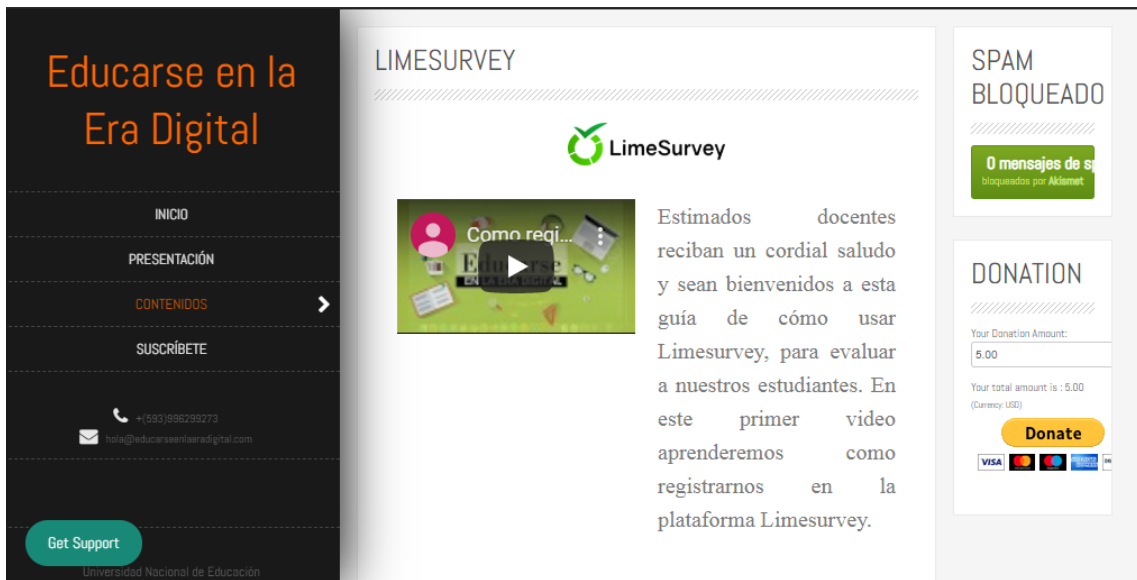 Educarse en la
Era Digital
INICIO
PRESENTACIÓN
CONTENIDOS
SUSCRÍBETE
+(593)996299273
hola@educarseenlaeradigital.com
Get Support
Universidad Nacional de Educación
LIMESURVEY
LimeSurvey
Como regi...
Educarse
EN LA ERA DIGITAL
Estimados docentes
reciban un cordial saludo
y sean bienvenidos a esta
guía de cómo usar
Limesurvey, para evaluar
a nuestros estudiantes. En
este primer video
aprenderemos como
registrarnos en la
plataforma Limesurvey.
SPAM
BLOQUEADO
0 mensajes de sp
bloqueados por Akismet
DONATION
Your Donation Amount:
5.00
Your total amount is : 5.00
(Currency: USD)
Donate
VISA